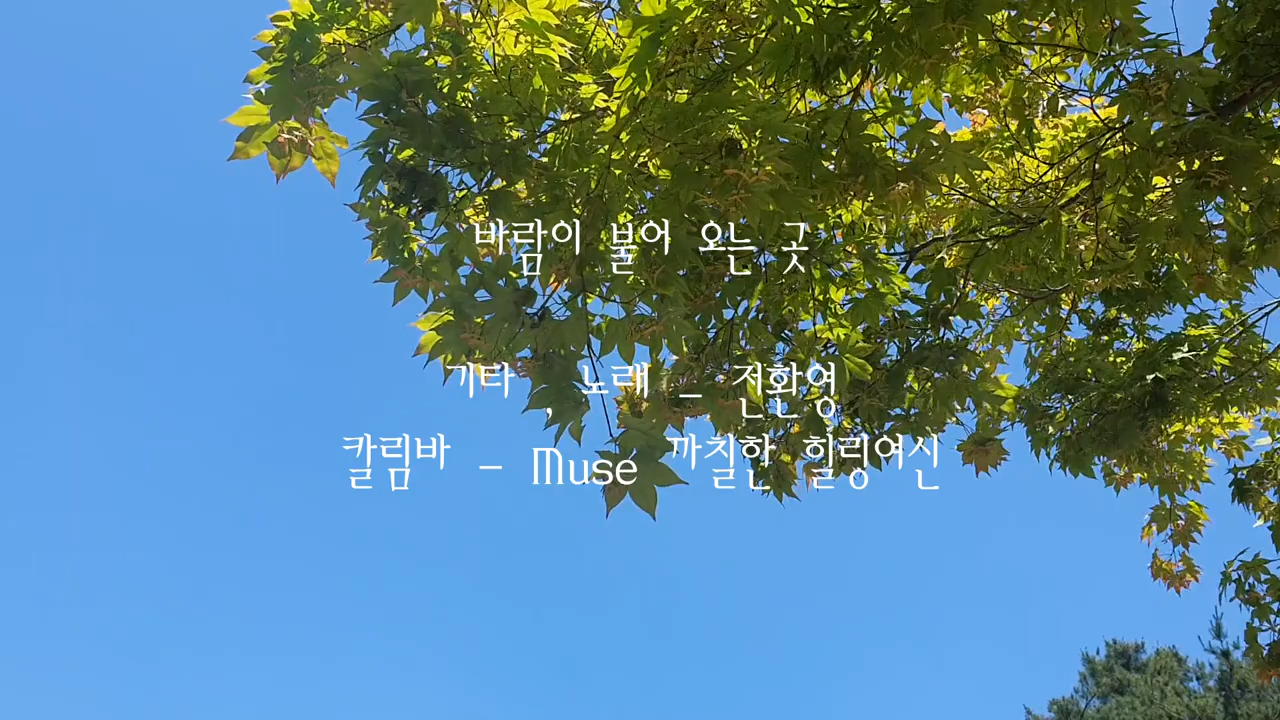 바람이 불어 오는 곳
기타 , 노래 - 전환영
칼림바 - Muse 까칠한 힐링여신